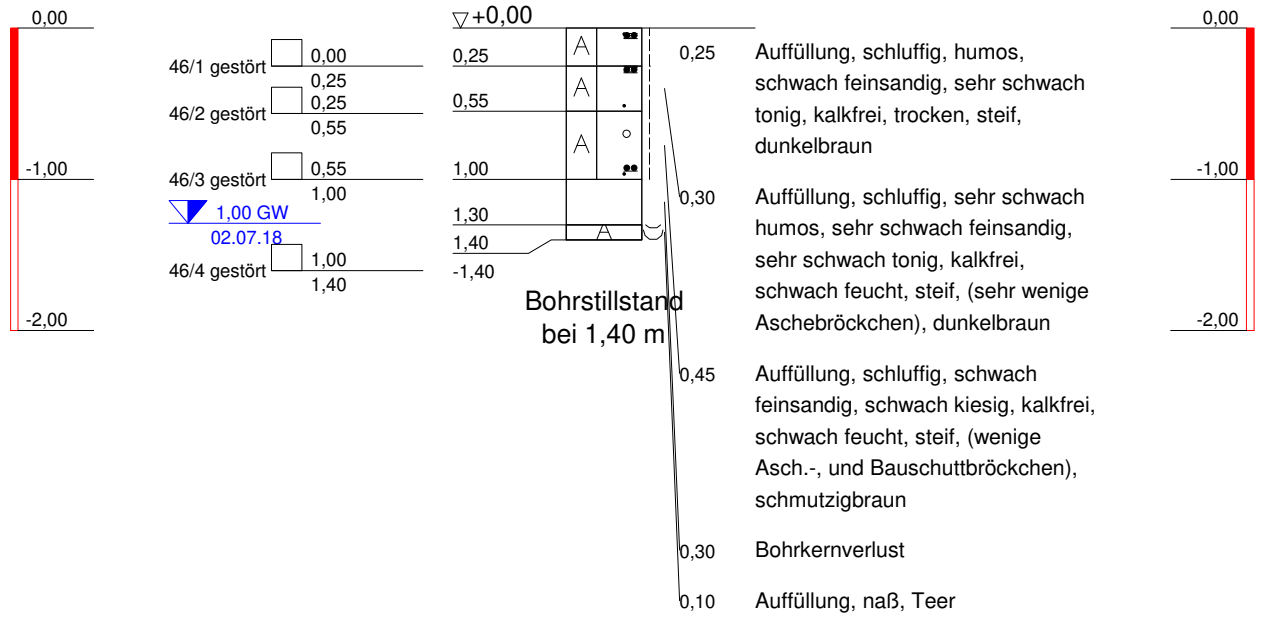 0,00
-1,00
-2,00
46/1 gestört
0,00
0,25
46/2 gestört
0,25
0,55
46/3 gestört
0,55
1,00
1,00 GW
02.07.18
46/4 gestört
1,00
1,40
+0,00
0,25
0,55
1,00
1,30
1,40
-1,40
A
A
A
A
Bohrstillstand
bei 1,40 m
0,25 Auffüllung, schluffig, humos,
schwach feinsandig, sehr schwach
tonig, kalkfrei, trocken, steif,
dunkelbraun
0,30 Auffüllung, schluffig, sehr schwach
humos, sehr schwach feinsandig,
sehr schwach tonig, kalkfrei,
schwach feucht, steif, (sehr wenige
Aschebröckchen), dunkelbraun
0,45 Auffüllung, schluffig, schwach
feinsandig, schwach kiesig, kalkfrei,
schwach feucht, steif, (wenige
Asch.-, und Bauschuttbröckchen),
schmutzigbraun
0,30 Bohrkernverlust
0,10 Auffüllung, naß, Teer
0,00
-1,00
-2,00